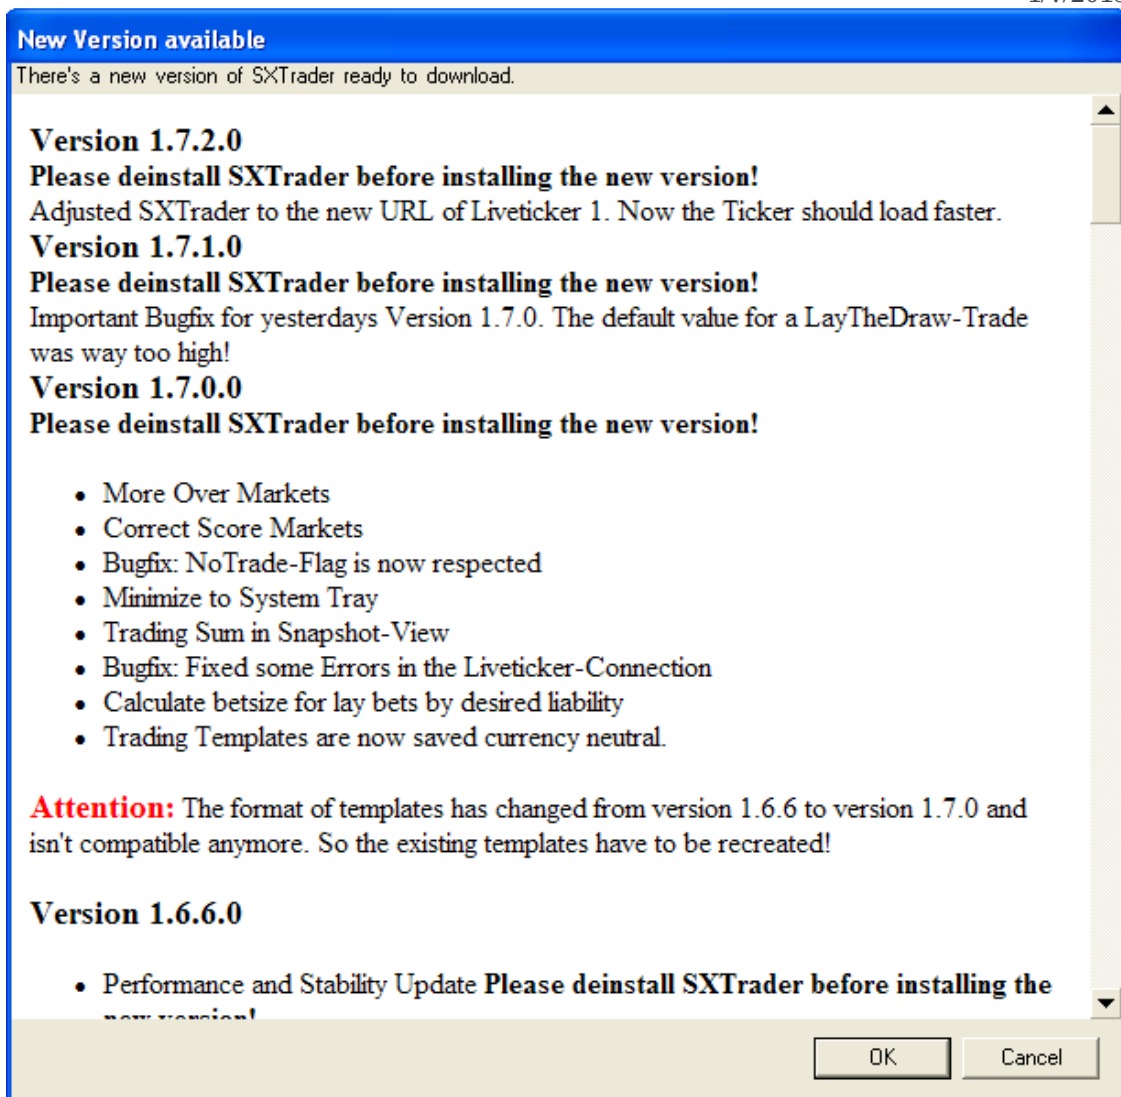 New Version available
There's a new version of SXTrader ready to download.
Version 1.7.2.0
Please deinstall SXTrader before installing the new version!
Adjusted SXTrader to the new URL of Liveticker 1. Now the Ticker should load faster.
Version 1.7.1.0
Please deinstall SXTrader before installing the new version!
Important Bugfix for yesterdays Version 1.7.0. The default value for a LayTheDraw-Trade
was way too high!
Version 1.7.0.0
Please deinstall SXTrader before installing the new version!
• More Over Markets
• Correct Score Markets
• Bugfix: NoTrade-Flag is now respected
• Minimize to System Tray
• Trading Sum in Snapshot-View
• Bugfix: Fixed some Errors in the Liveticker-Connection
• Calculate betsize for lay bets by desired liability
• Trading Templates are now saved currency neutral.
Attention: The format of templates has changed from version 1.6.6 to version 1.7.0 and
isn't compatible anymore. So the existing templates have to be recreated!
Version 1.6.6.0
• Performance and Stability Update Please deinstall SXTrader before installing the
new version!
OK Cancel